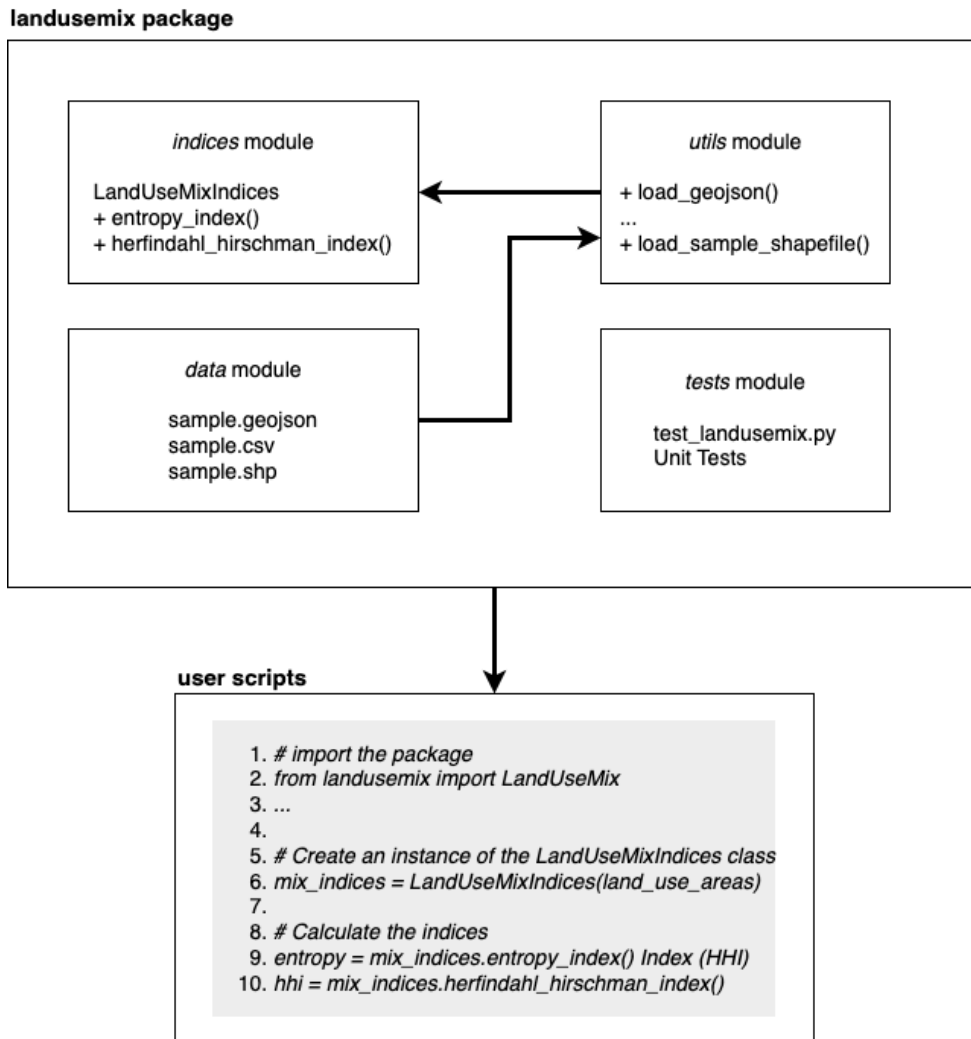 landusemix package
indices module
LandUseMixIndices
+ entropy_index()
+ herfindahl_hirschman_index()
utils module
+ load_geojson()
...
+ load_sample_shapefile()
data module
sample.geojson
sample.csv
sample.shp
tests module
test_landusemix.py
Unit Tests
user scripts
1. # import the package
2. from landusemix import LandUseMix
3. ...
4.
5. # Create an instance of the LandUseMixIndices class
6. mix_indices = LandUseMixIndices(land_use_areas)
7.
8. # Calculate the indices
9. entropy = mix_indices.entropy_index() Index (HHI)
10. hhi = mix_indices.herfindahl_hirschman_index()